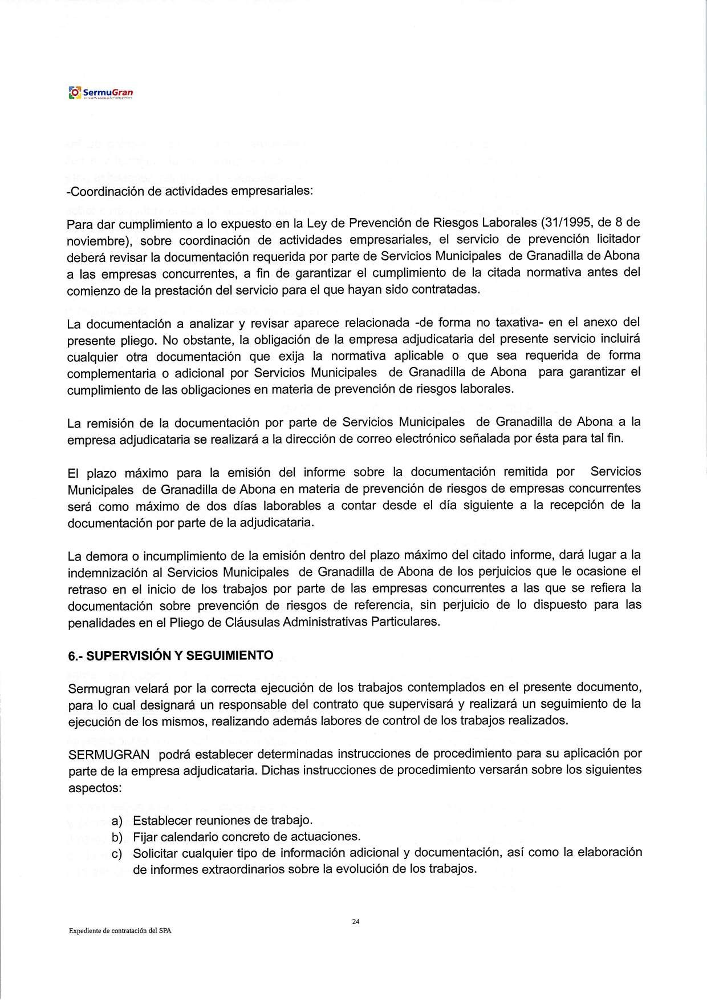 SermuGran
-Coordinación de actividades empresariales:
Para dar cumplimiento a lo expuesto en la Ley de Prevención de Riesgos Laborales (31/1995, de 8 de
noviembre), sobre coordinación de actividades empresariales, el servicio de prevención licitador
deberá revisar la documentación requerida por parte de Servicios Municipales de Granadilla de Abona
a las empresas concurrentes, a fin de garantizar el cumplimiento de la citada normativa antes del
comienzo de la prestación del servicio para el que hayan sido contratadas.
La documentación a analizar y revisar aparece relacionada -de forma no taxativa- en el anexo del
presente pliego. No obstante, la obligación de la empresa adjudicataria del presente servicio incluirá
cualquier otra documentación que exija la normativa aplicable o que sea requerida de forma
complementaria o adicional por Servicios Municipales de Granadilla de Abona para garantizar el
cumplimiento de las obligaciones en materia de prevención de riesgos laborales.
La remisión de la documentación por parte de Servicios Municipales de Granadilla de Abona a la
empresa adjudicataria se realizará a la dirección de correo electrónico señalada por ésta para tal fin.
El plazo máximo para la emisión del informe sobre la documentación remitida por Servicios
Municipales de Granadilla de Abona en materia de prevención de riesgos de empresas concurrentes
será como máximo de dos días laborables a contar desde el día siguiente a la recepción de la
documentación por parte de la adjudicataria.
La demora o incumplimiento de la emisión dentro del plazo máximo del citado informe, dará lugar a la
indemnización al Servicios Municipales de Granadilla de Abona de los perjuicios que le ocasione el
retraso en el inicio de los trabajos por parte de las empresas concurrentes a las que se refiera la
documentación sobre prevención de riesgos de referencia, sin perjuicio de lo dispuesto para las
penalidades en el Pliego de Cláusulas Administrativas Particulares.
6.- SUPERVISIÓN Y SEGUIMIENTO
Sermugran velará por la correcta ejecución de los trabajos contemplados en el presente documento,
para lo cual designará un responsable del contrato que supervisará y realizará un seguimiento de la
ejecución de los mismos, realizando además labores de control de los trabajos realizados.
SERMUGRAN podrá establecer determinadas instrucciones de procedimiento para su aplicación por
parte de la empresa adjudicataria. Dichas instrucciones de procedimiento versarán sobre los siguientes
aspectos:
a) Establecer reuniones de trabajo.
b) Fijar calendario concreto de actuaciones.
c) Solicitar cualquier tipo de información adicional y documentación, así como la elaboración
de informes extraordinarios sobre la evolución de los trabajos.
24
Expediente de contratación del SPA